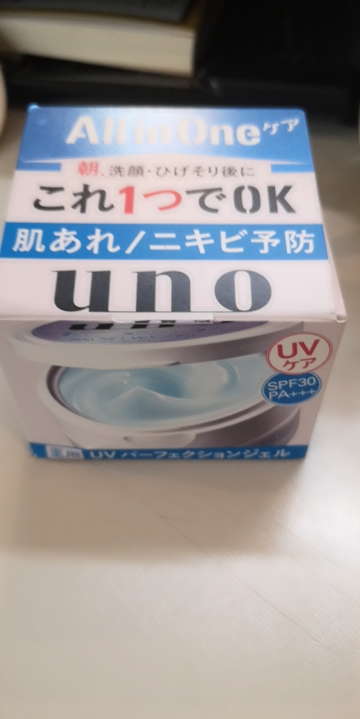 All in Oneケア
朝、洗顔・ひげそり後に
これ1つでOK
肌あれ/ニキビ予防
uno
uno
UV
ケア
SPF30
PA+++
薬用 UV パーフェクションジェル